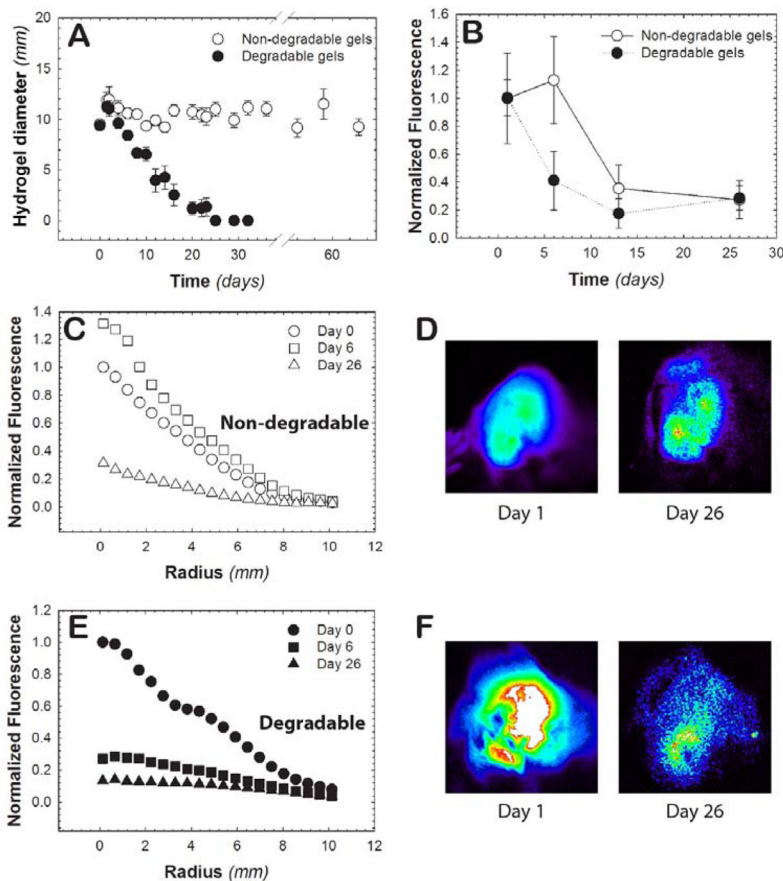 A
Non-degradable gels
Degradable gels
Hydrogel diameter (mm)
20
15
10
5
0
0 10 20 30 60
Time (days)
B
Non-degradable gels
Degradable gels
Normalized Fluorescence
1.6
1.4
1.2
1.0
0.8
0.6
0.4
0.2
0.0
0 5 10 15 20 25 30
Time (days)
C
Day 0
Day 6
Day 26
Non-degradable
Normalized Fluorescence
1.4
1.2
1.0
0.8
0.6
0.4
0.2
0.0
0 2 4 6 8 10 12
Radius (mm)
D
Day 1 Day 26
E
Day 0
Day 6
Day 26
Degradable
Normalized Fluorescence
1.2
1.0
0.8
0.6
0.4
0.2
0.0
0 2 4 6 8 10 12
Radius (mm)
F
Day 1 Day 26